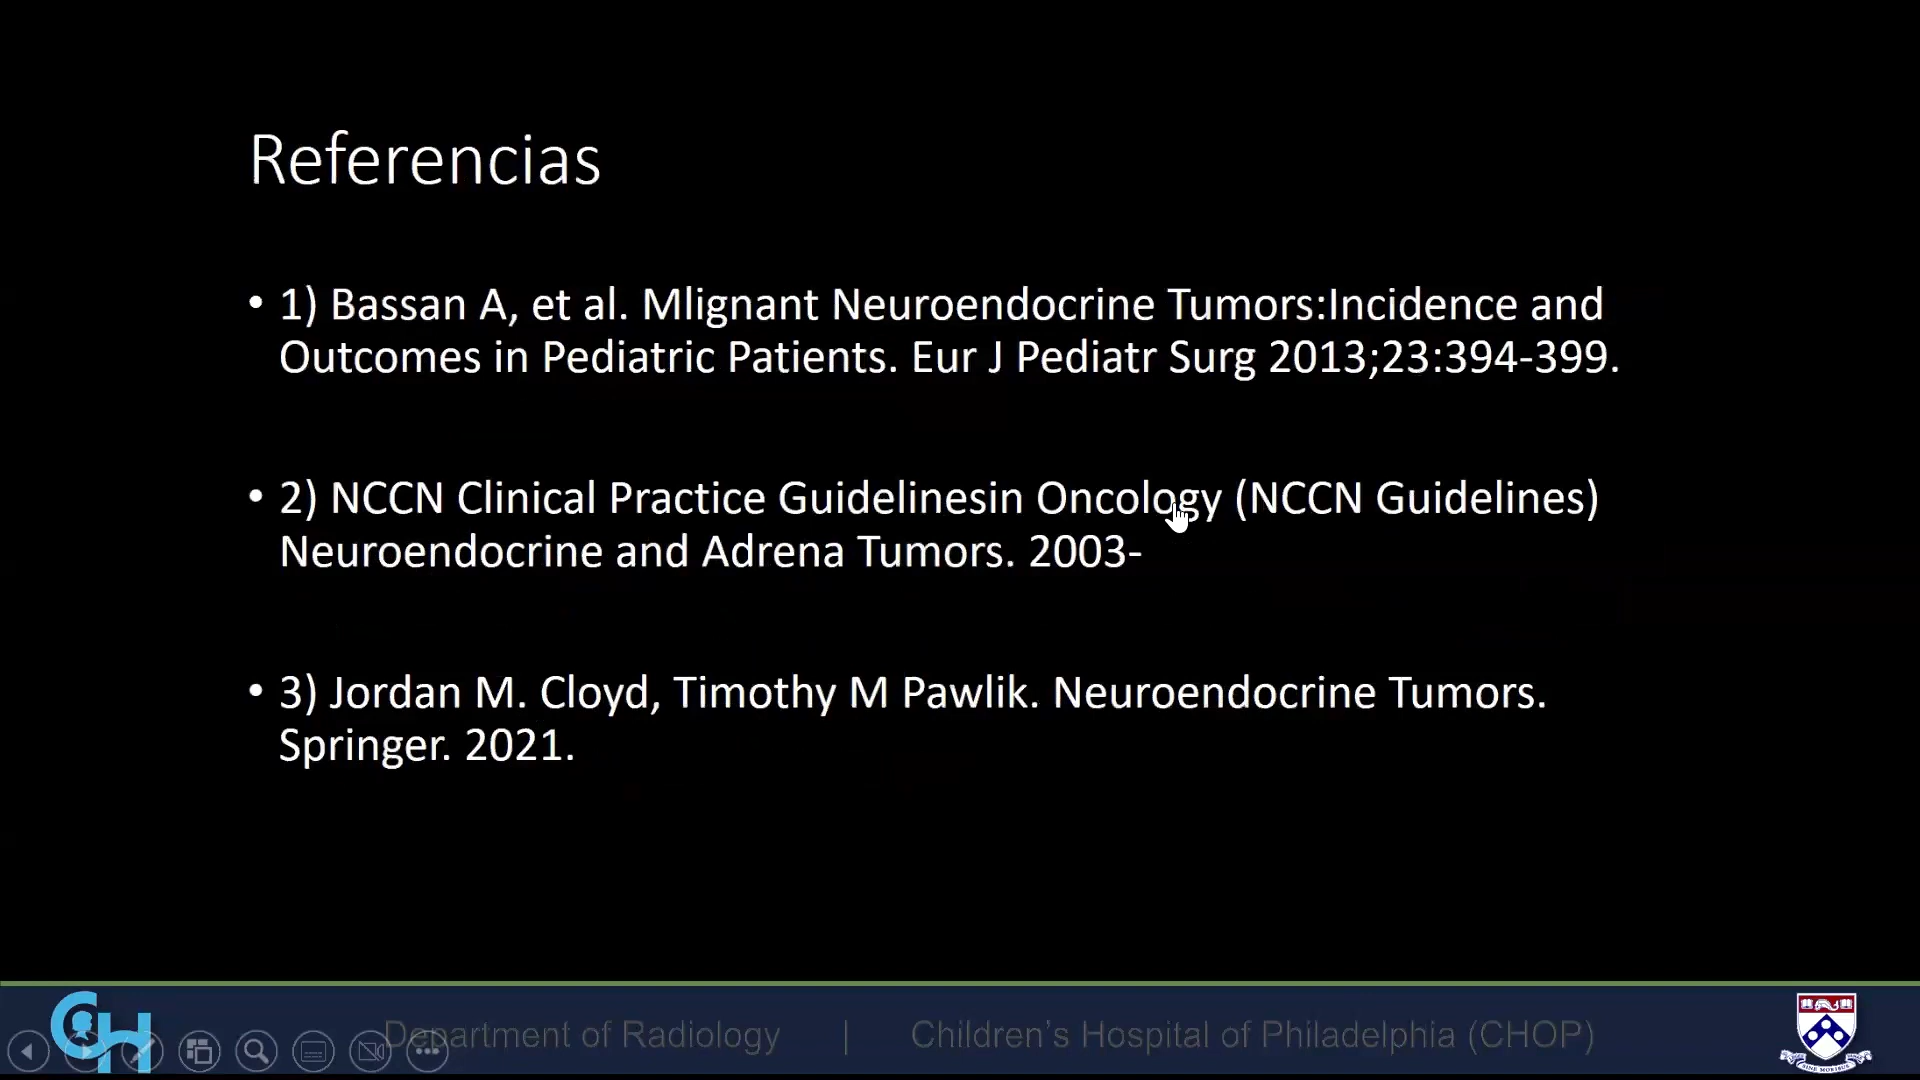 Referencias
• 1) Bassan A, et al. Mlignant Neuroendocrine Tumors:Incidence and
Outcomes in Pediatric Patients. Eur J Pediatr Surg 2013;23:394-399.
• 2) NCCN Clinical Practice Guidelinesin Oncology (NCCN Guidelines)
Neuroendocrine and Adrena Tumors. 2003-
• 3) Jordan M. Cloyd, Timothy M Pawlik. Neuroendocrine Tumors.
Springer. 2021.
CH
Department of Radiology | Children's Hospital of Philadelphia (CHOP)